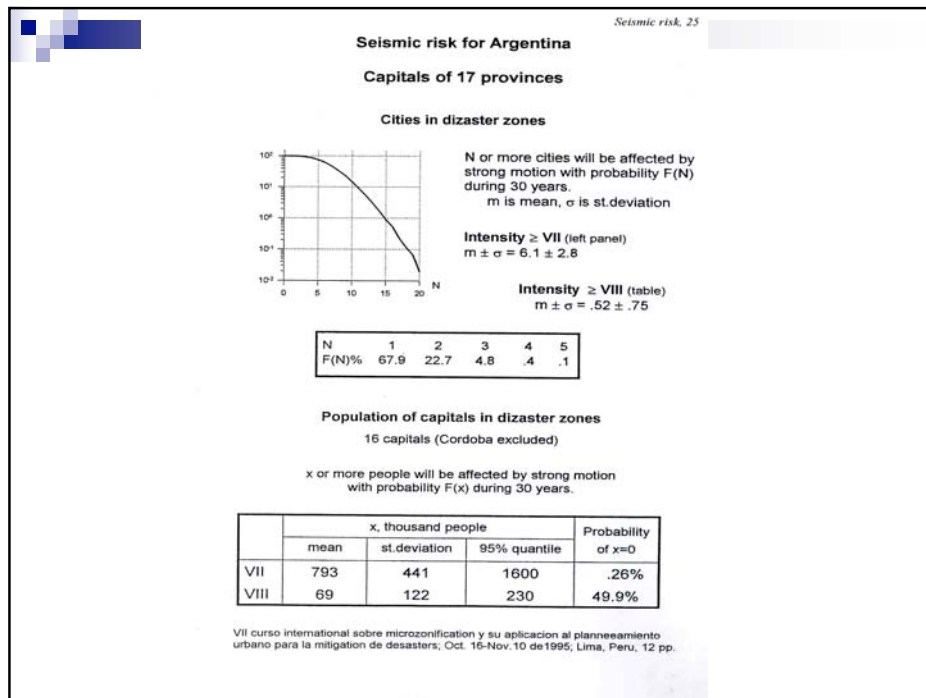 Seismic risk, 25
Seismic risk for Argentina
Capitals of 17 provinces
Cities in dizaster zones
10²
10¹
10⁰
10⁻¹
10⁻²
0 5 10 15 20 N
N or more cities will be affected by
strong motion with probability F(N)
during 30 years.
m is mean, σ is st.deviation
Intensity ≥ VII (left panel)
m ± σ = 6.1 ± 2.8
Intensity ≥ VIII (table)
m ± σ = .52 ± .75
N 1 2 3 4 5
F(N)% 67.9 22.7 4.8 .4 .1
Population of capitals in dizaster zones
16 capitals (Cordoba excluded)
x or more people will be affected by strong motion
with probability F(x) during 30 years.
x, thousand people Probability
mean st.deviation 95% quantile of x=0
VII 793 441 1600 .26%
VIII 69 122 230 49.9%
VII curso international sobre microzonification y su aplicacion al planneeamiento
urbano para la mitigation de desasters; Oct. 16-Nov.10 de1995; Lima, Peru, 12 pp.